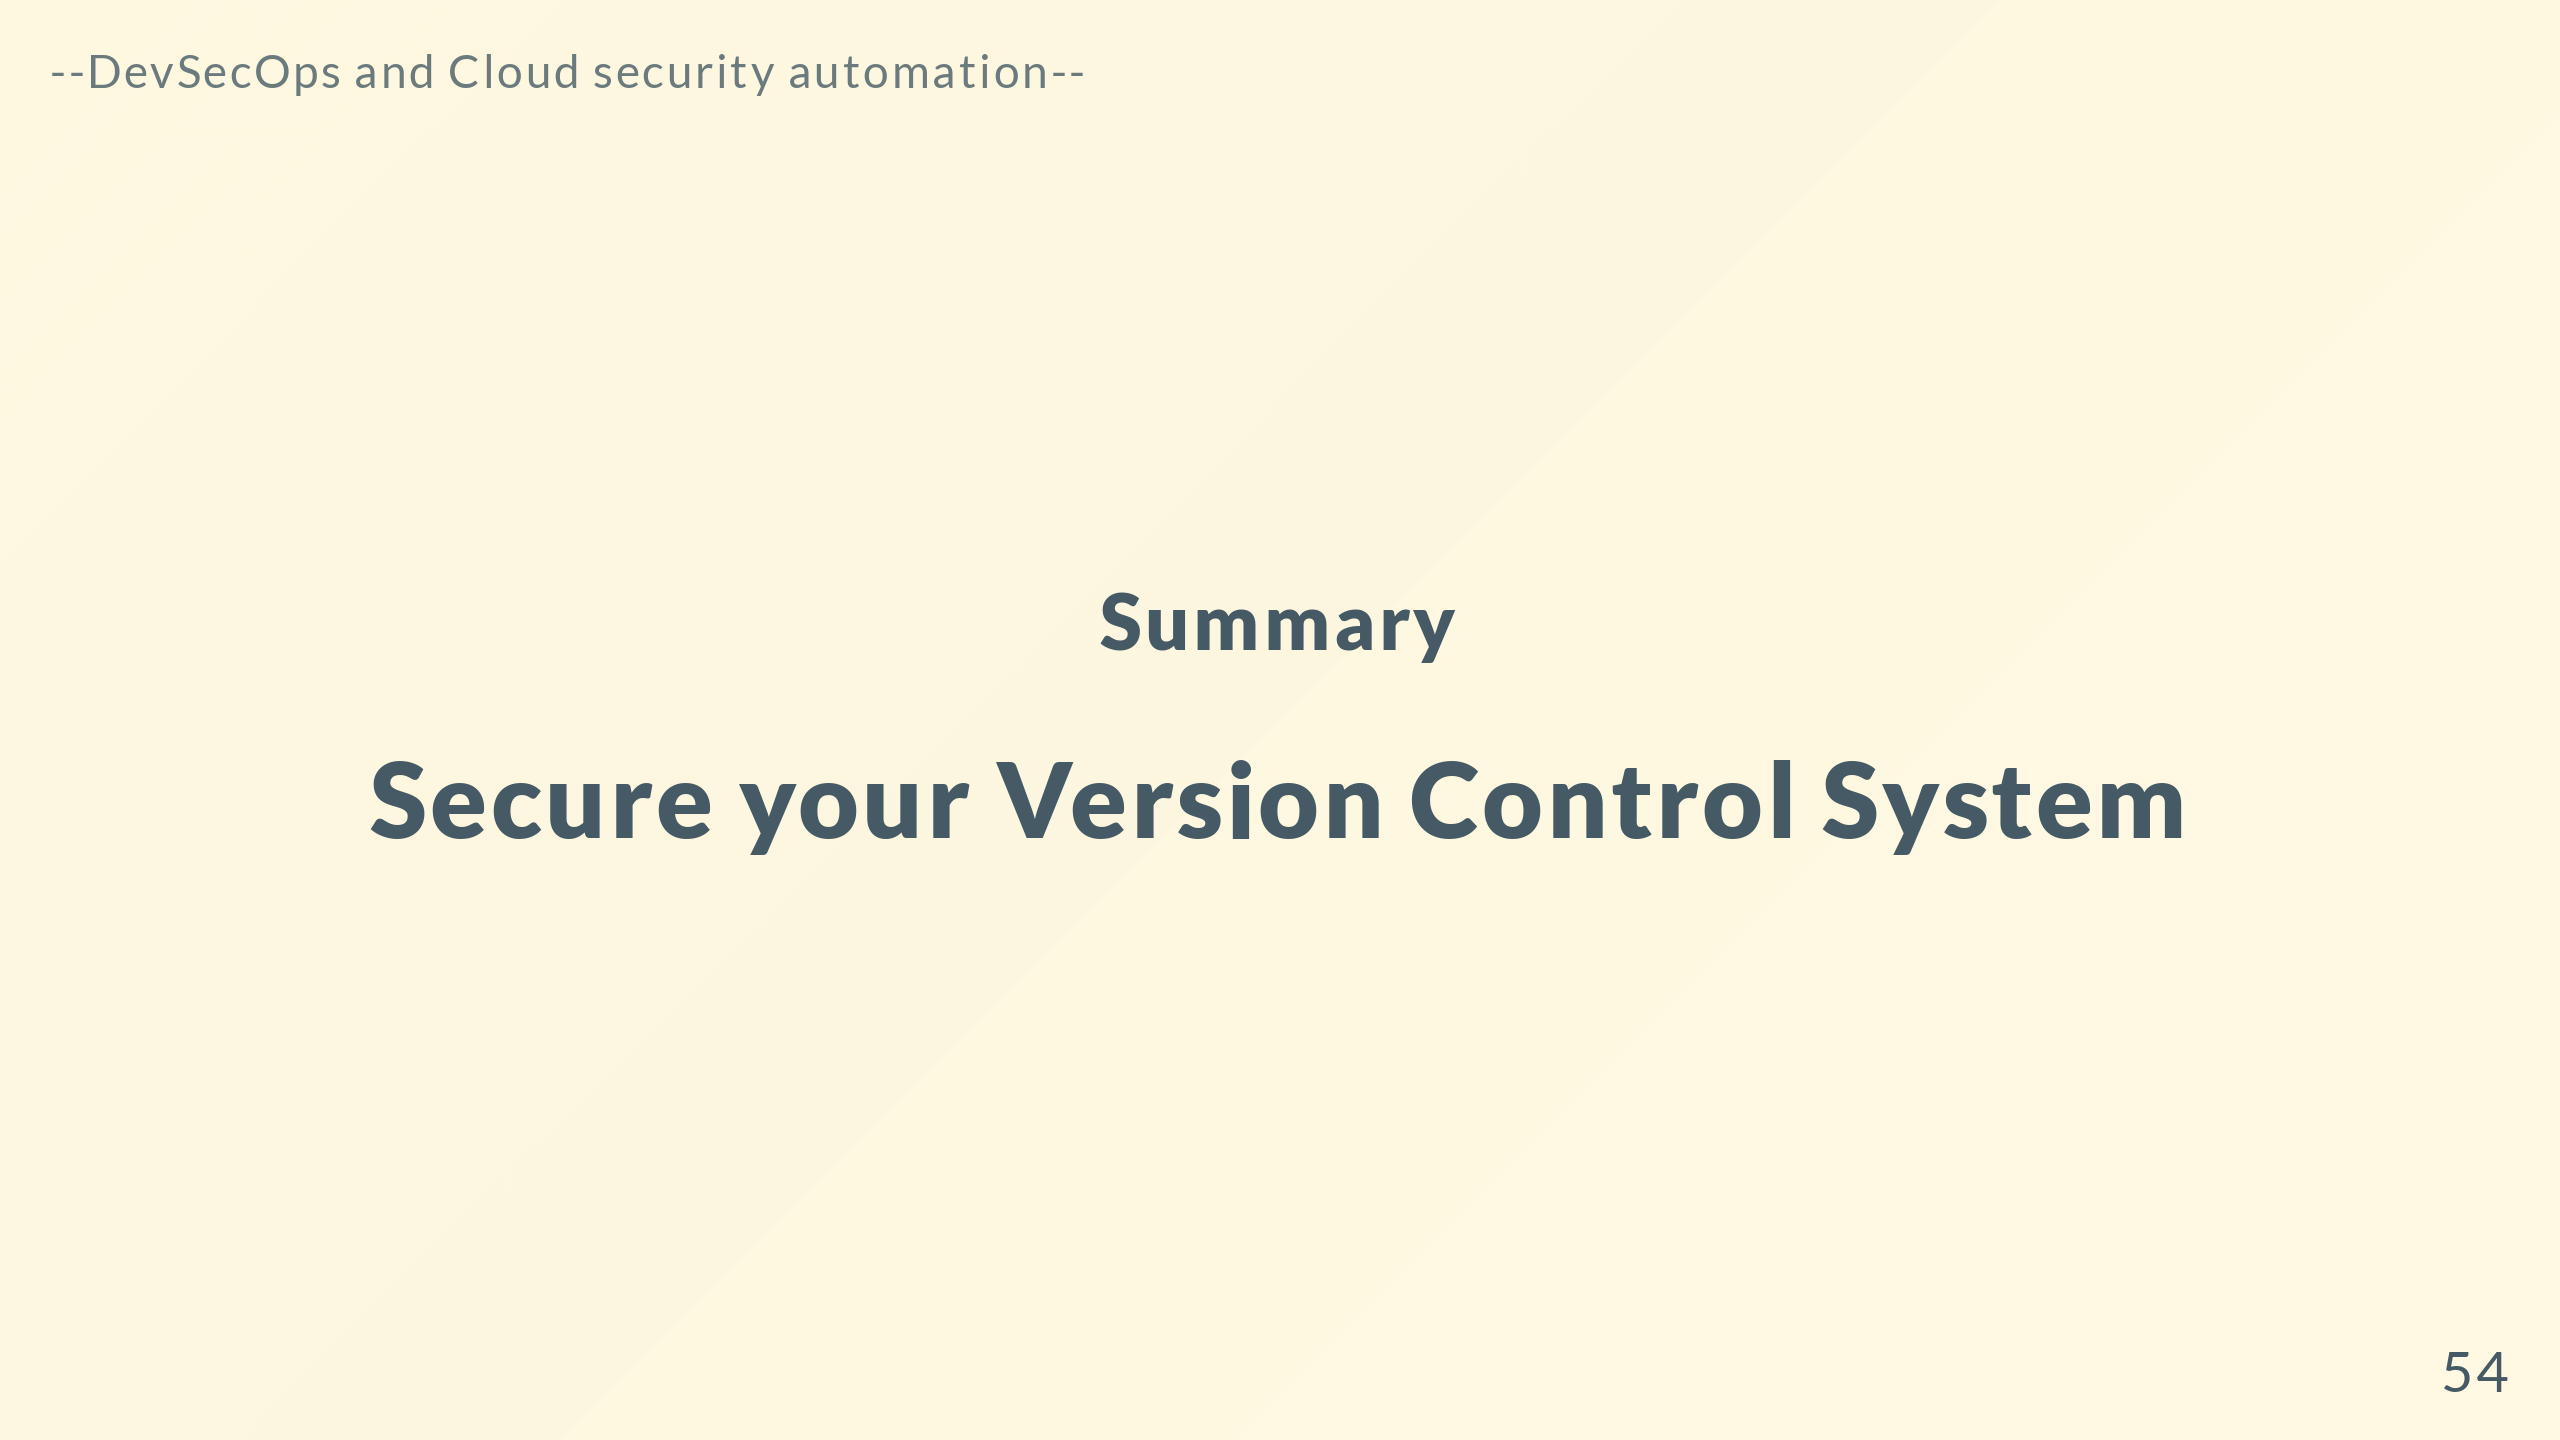 --DevSecOps and Cloud security automation--
Summary
Secure your Version Control System
54